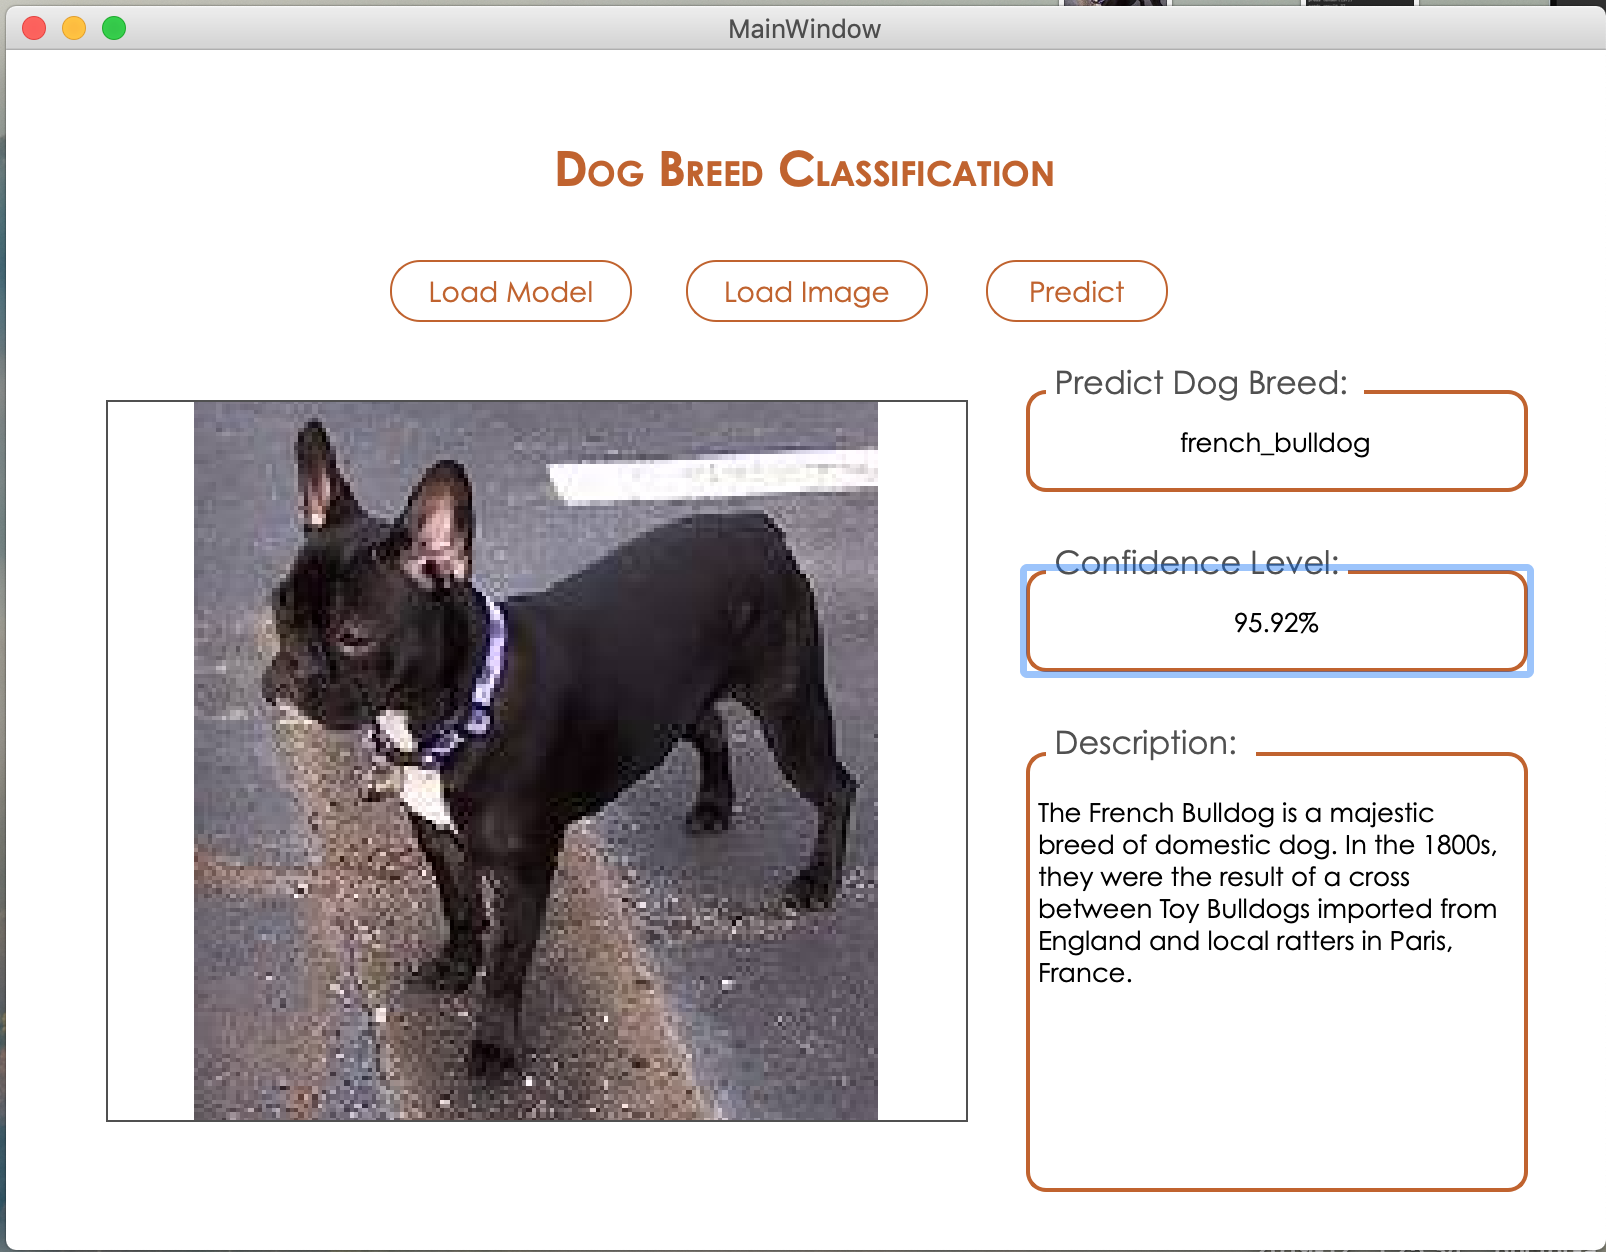 MainWindow
Dog Breed Classification
Load Model
Load Image
Predict
Predict Dog Breed:
french_bulldog
Confidence Level:
95.92%
Description:
The French Bulldog is a majestic
breed of domestic dog. In the 1800s,
they were the result of a cross
between Toy Bulldogs imported from
England and local ratters in Paris,
France.